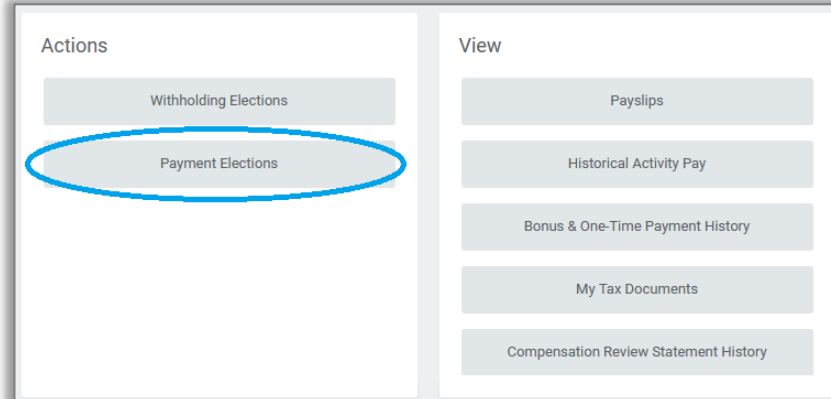 Actions
Withholding Elections
Payment Elections
View
Payslips
Historical Activity Pay
Bonus & One-Time Payment History
My Tax Documents
Compensation Review Statement History